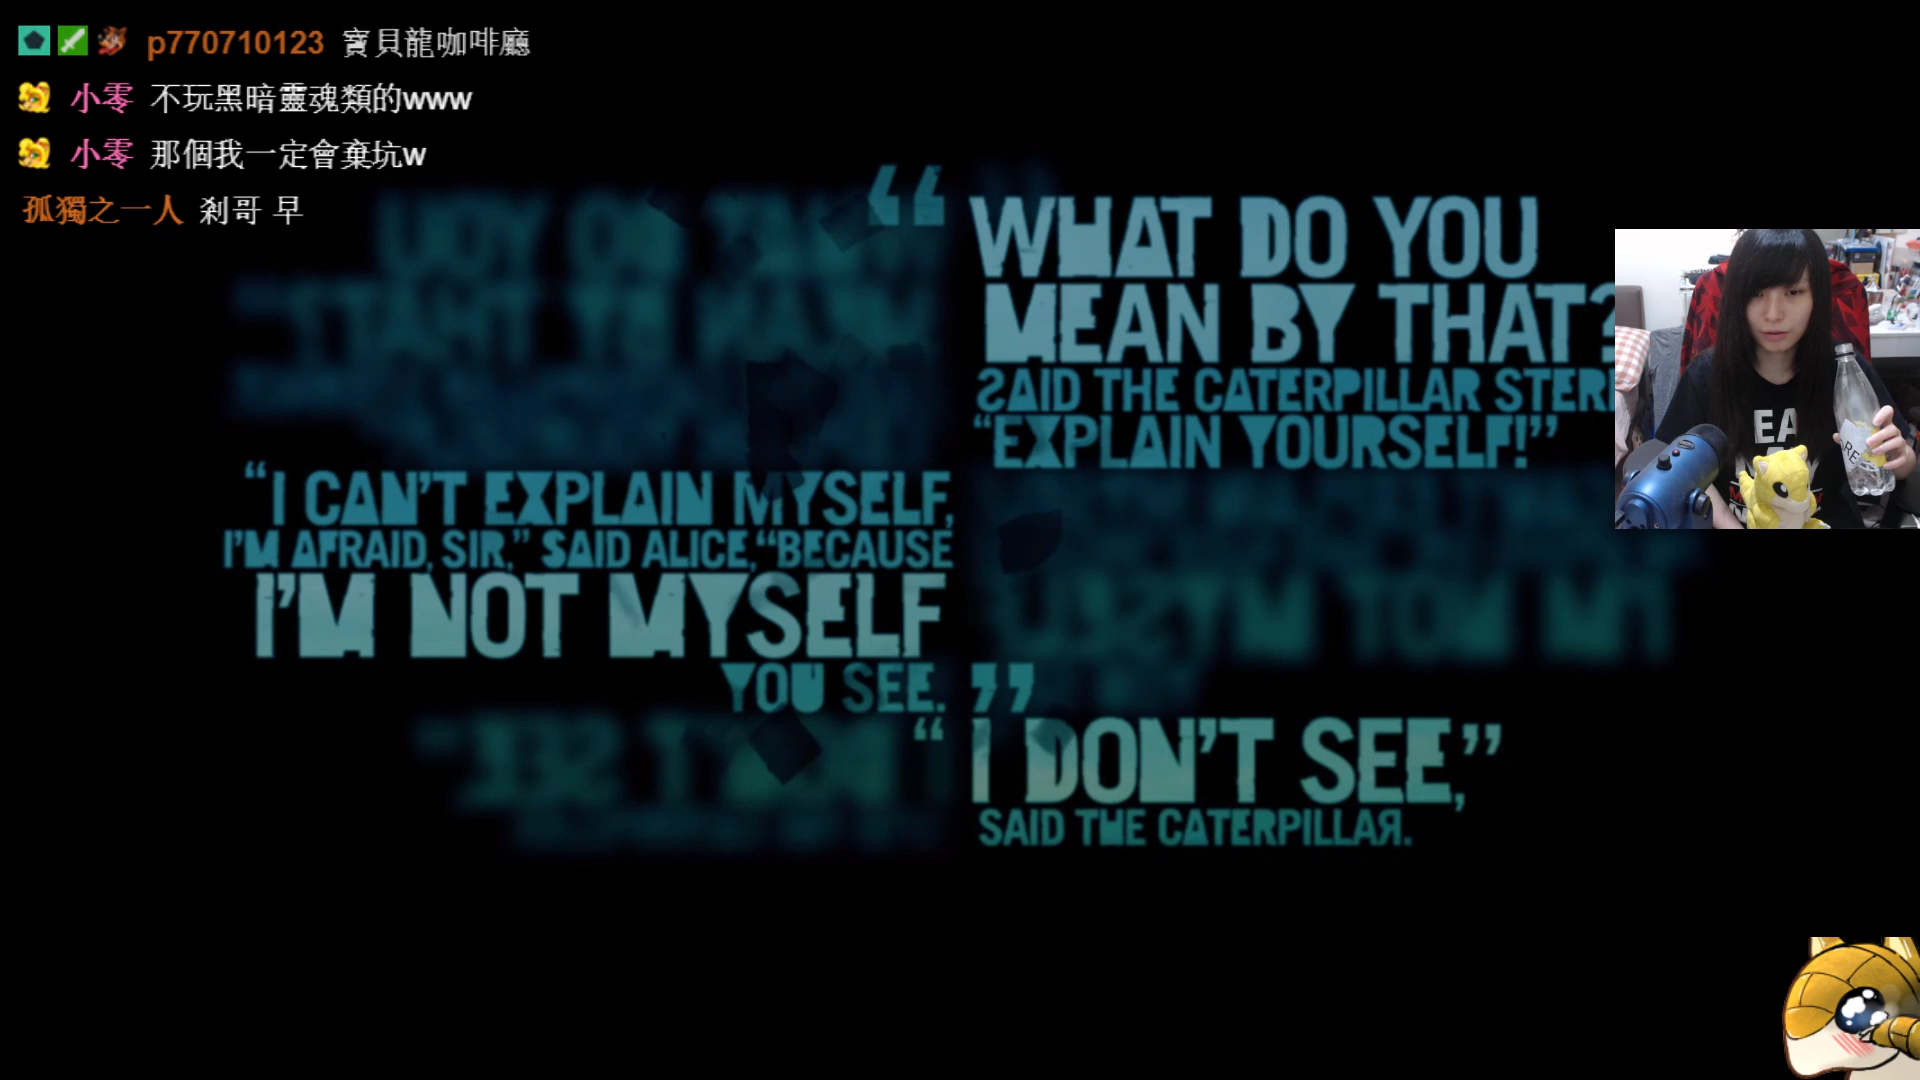 p770710123 寶貝龍咖啡廳
小零 不玩黑暗靈魂類的www
小零 那個我一定會棄坑w
孤獨之一人 剎哥 早
“ WHAT DO YOU
MEAN BY THAT?
SAID THE CATERPILLAR
“EXPLAIN YOURSELF!”
“I CAN’T EXPLAIN MYSELF,
I’M AFRAID, SIR,” SAID ALICE, “BECAUSE
I’M NOT MYSELF
YOU SEE. ”
“I DON’T SEE,”
SAID THE CATERPILLAR.